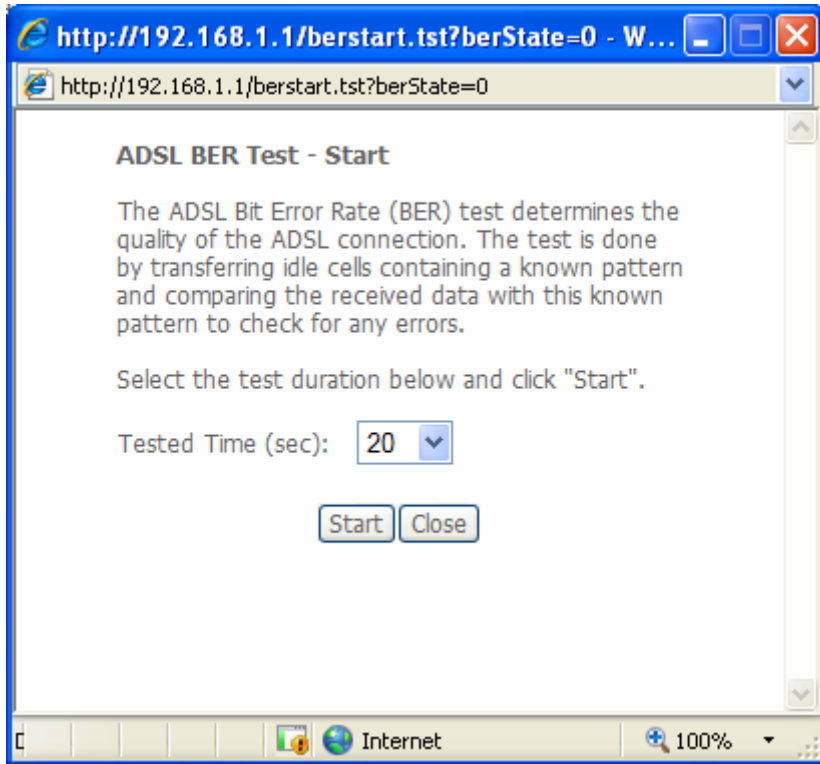 http://192.168.1.1/berstart.tst?berState=0 - W...
http://192.168.1.1/berstart.tst?berState=0
ADSL BER Test - Start
The ADSL Bit Error Rate (BER) test determines the
quality of the ADSL connection. The test is done
by transferring idle cells containing a known pattern
and comparing the received data with this known
pattern to check for any errors.
Select the test duration below and click "Start".
Tested Time (sec): 20
Start Close
Internet 100%